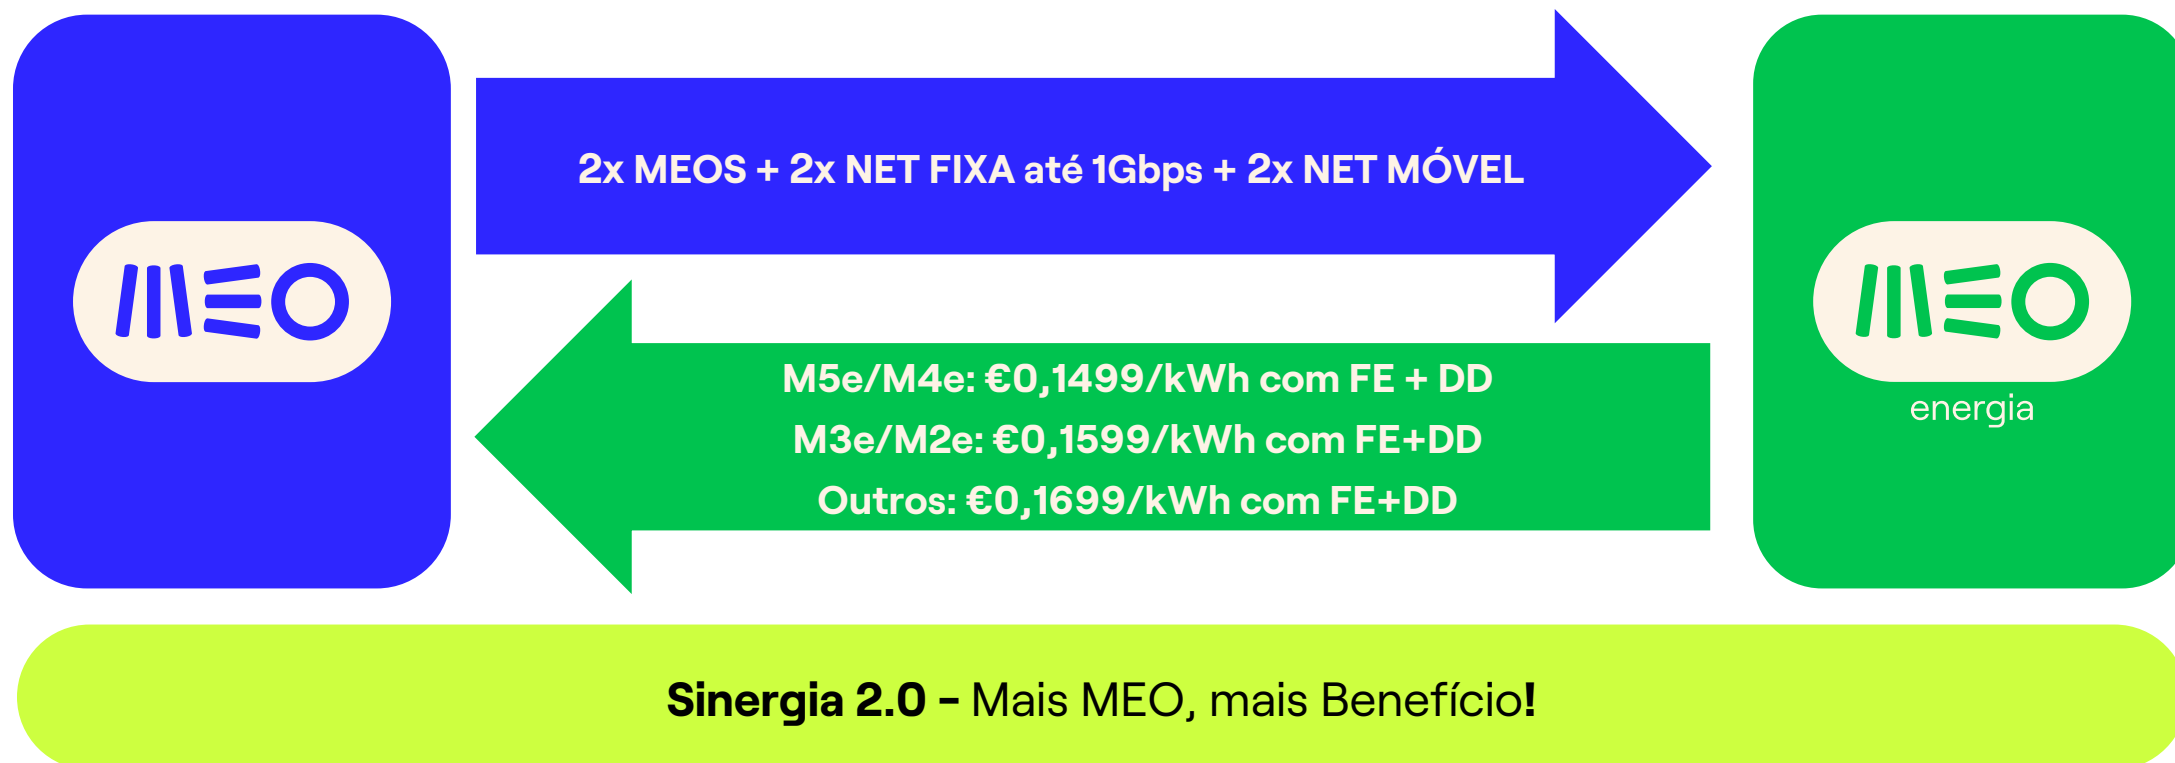 MEO
2x MEOS + 2x NET FIXA até 1Gbps + 2x NET MÓVEL
M5e/M4e: €0,1499/kWh com FE + DD
M3e/M2e: €0,1599/kWh com FE+DD
Outros: €0,1699/kWh com FE+DD
MEO
energia
Sinergia 2.0 – Mais MEO, mais Benefício!